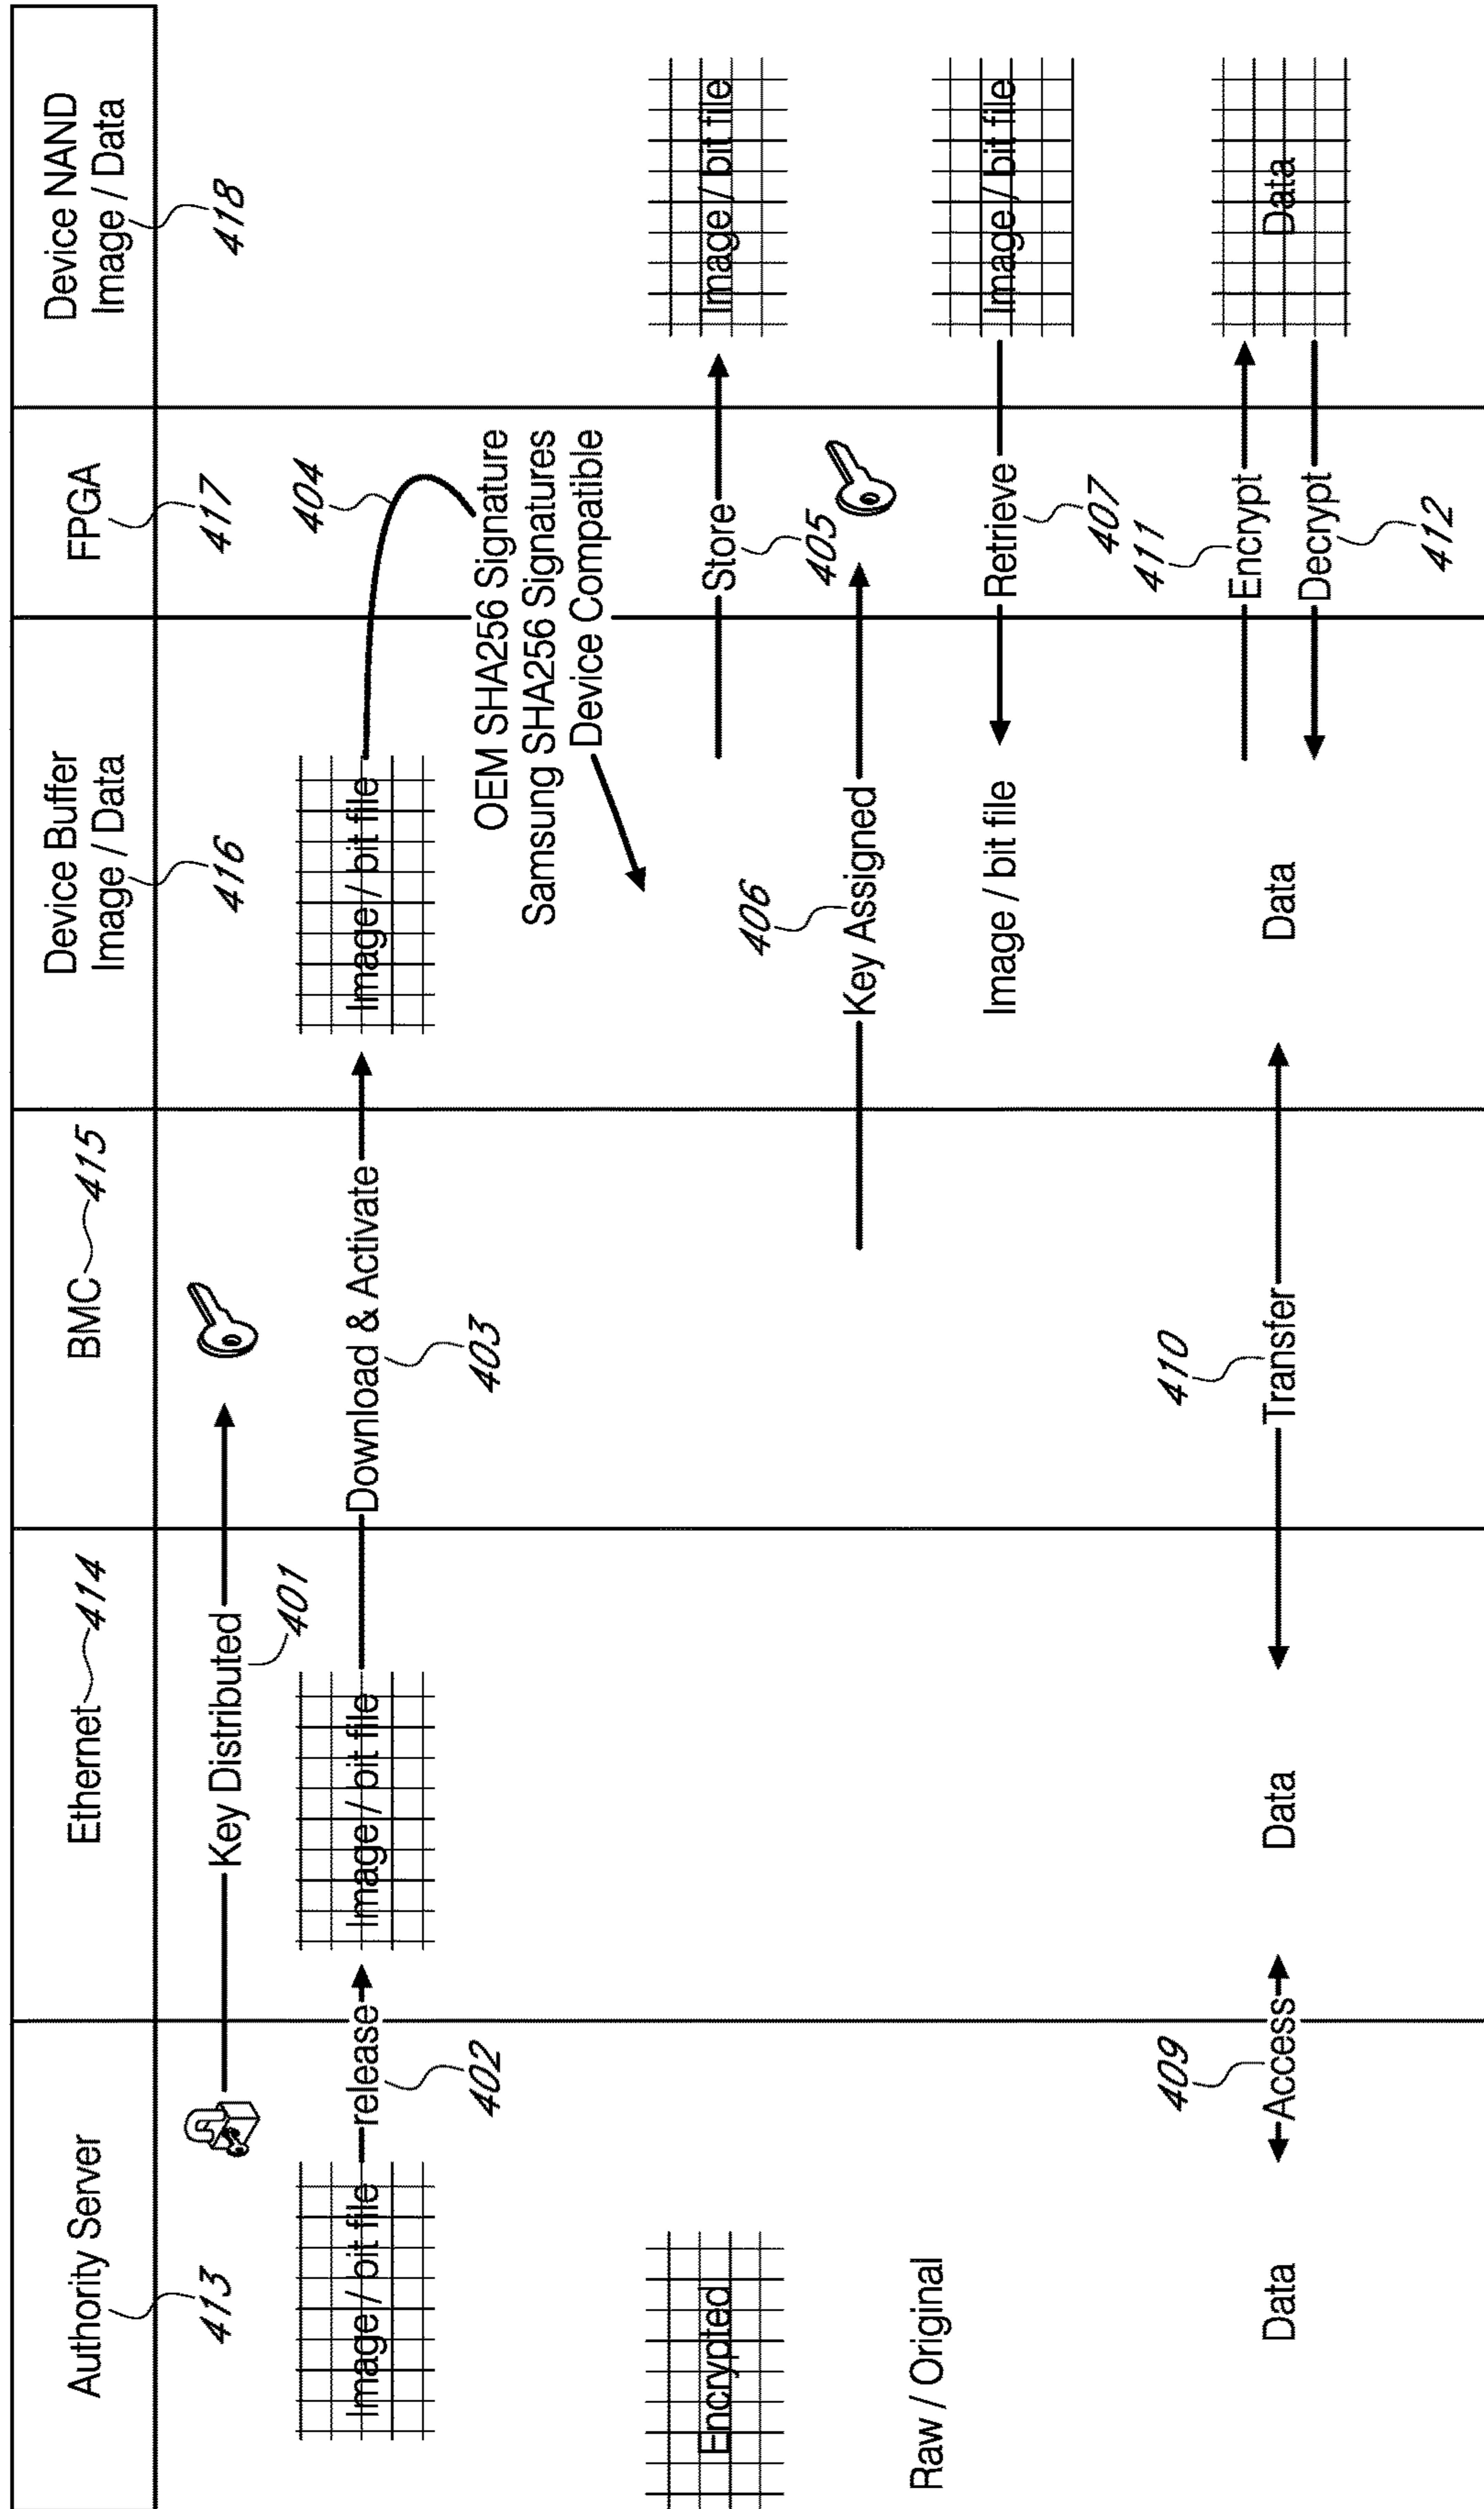 Authority Server
413
Ethernet 414
BMC 415
Device Buffer
Image / Data
416
FPGA
417
Device NAND
Image / Data
418
Key Distributed
401
Image / bit file
release
402
Image / bit file
Download & Activate
403
Image / bit file
404
OEM SHA256 Signature
Samsung SHA256 Signatures
Device Compatible
Encrypted
Store
405
Image / bit file
406
Key Assigned
Raw / Original
Image / bit file
Retrieve
407
Image / bit file
Data
409
Access
Data
410
Transfer
Data
411
Encrypt
Decrypt
412
Data